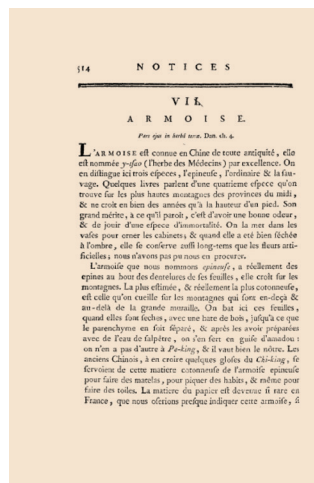 514 NOTICES
VII.
ARMOISE.
Pars ejus in herbâ terræ. Dan. ch. 4.
L'ARMOISE est connue en Chine de toute antiquité, elle
est nommée y-tsao (l'herbe des Médecins) par excellence. On
en distingue ici trois especes, l'epineuse, l'ordinaire & la sau-
vage. Quelques livres parlent d'une quatrieme espece qu'on
trouve sur les plus hautes montagnes des provinces du midi,
& ne croit en bien des années qu'à la hauteur d'un pied. Son
grand mérite, à ce qu'il paroît, c'est d'avoir une bonne odeur,
& de jouir d'une espece d'immortalité. On la met dans les
vases pour orner les cabinets; & quand elle a été bien séchée
à l'ombre, elle se conserve aussi long-tems que les fleurs arti-
ficielles; nous n'avons pas pu nous en procurer.
L'armoise que nous nommons epineuse, a réellement des
epines au bout des dentelures de ses feuilles, elle croît sur les
montagnes. La plus estimée, & réellement la plus cotonneuse,
est celle qu'on cueille sur les montagnes qui sont en-deçà &
au-delà de la grande muraille. On bat ici ces feuilles,
quand elles sont seches, avec une barre de bois, jusqu'à ce que
le parenchyme en soit séparé, & après les avoir préparées
avec de l'eau de salpêtre, on s'en sert en guise d'amadou:
on n'en a pas d'autre à Pe-king, & il vaut bien le nôtre. Les
anciens Chinois, à en croire quelques gloses du Chi-king, se
servoient de cette matiere cotonneuse de l'armoise epineuse
pour faire des matelas, pour piquer des habits, & même pour
faire des toiles. La matiere du papier est devenue si rare en
France, que nous oserions presque indiquer cette armoise, si